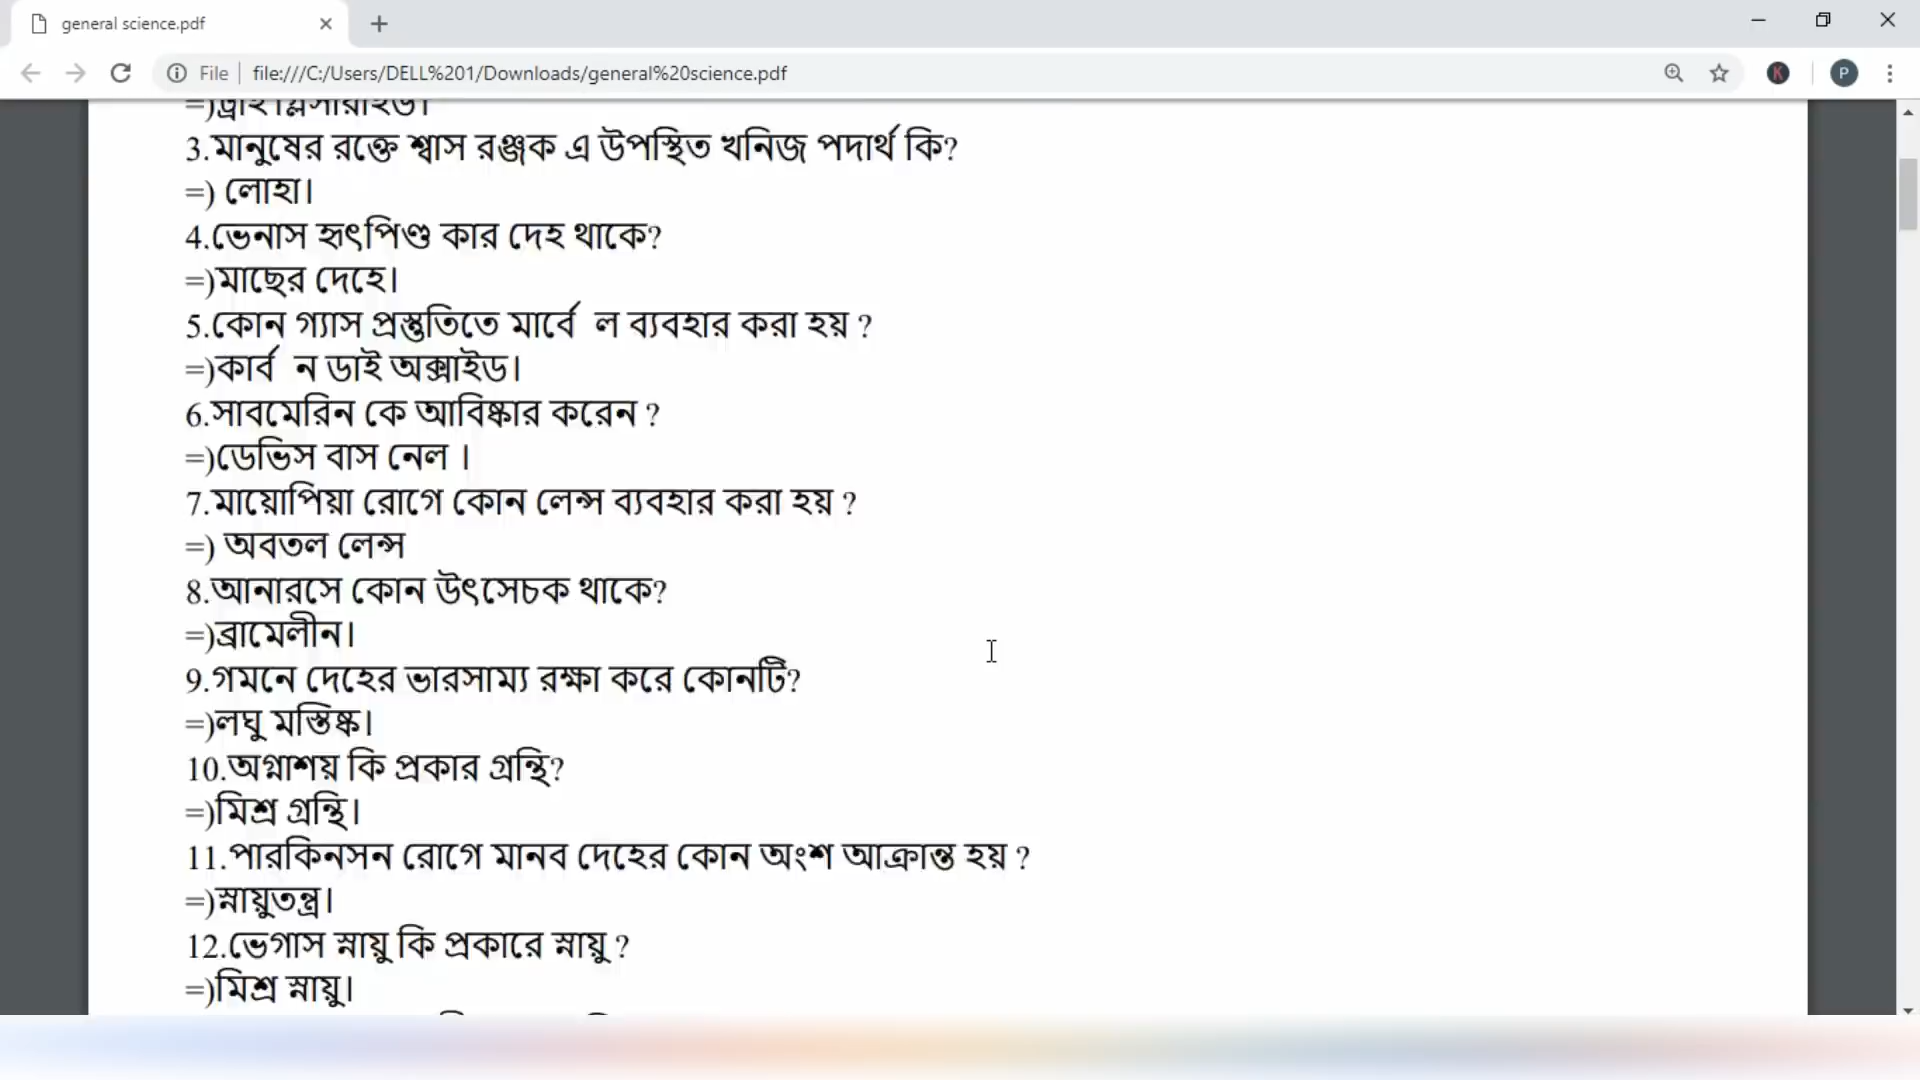 general science.pdf
File
file:///C:/Users/DELL%201/Downloads/general%20science.pdf
K
P
=)ট্রাই গ্লিসারাইড।
3.মানুষের রক্তে শ্বাস রঞ্জক এ উপস্থিত খনিজ পদার্থ কি?
=) লোহা।
4.ভেনাস হৃৎপিণ্ড কার দেহ থাকে?
=)মাছের দেহে।
5.কোন গ্যাস প্রস্তুতিতে মার্বে ল ব্যবহার করা হয় ?
=)কার্ব ন ডাই অক্সাইড।
6.সাবমেরিন কে আবিষ্কার করেন ?
=)ডেভিস বাস নেল ।
7.মায়োপিয়া রোগে কোন লেন্স ব্যবহার করা হয় ?
=) অবতল লেন্স
8.আনারসে কোন উৎসেচক থাকে?
=)ব্রামেলীন।
9.গমনে দেহের ভারসাম্য রক্ষা করে কোনটি?
=)লঘু মস্তিষ্ক।
10.অগ্নাশয় কি প্রকার গ্রন্থি?
=)মিশ্র গ্রন্থি।
11.পারকিনসন রোগে মানব দেহের কোন অংশ আক্রান্ত হয় ?
=)স্নায়ুতন্ত্র।
12.ভেগাস স্নায়ু কি প্রকারে স্নায়ু ?
=)মিশ্র স্নায়ু।